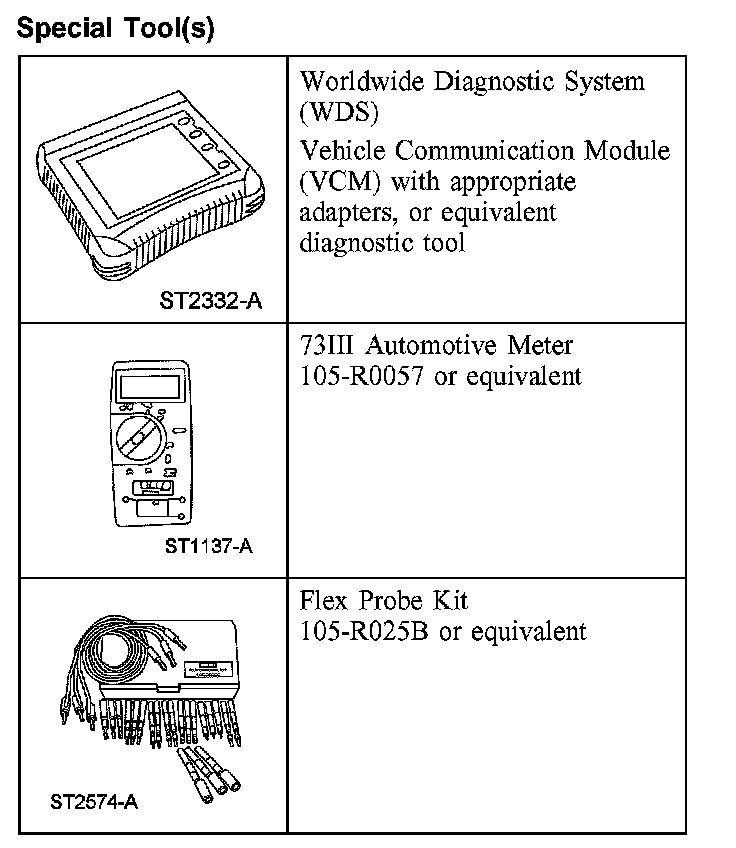 Special Tool(s)
ST2332-A
Worldwide Diagnostic System
(WDS)
Vehicle Communication Module
(VCM) with appropriate
adapters, or equivalent
diagnostic tool
ST1137-A
73III Automotive Meter
105-R0057 or equivalent
ST2574-A
Flex Probe Kit
105-R025B or equivalent